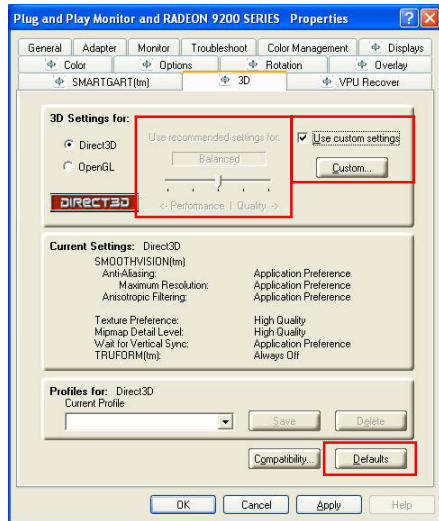 Plug and Play Monitor and RADEON 9200 SERIES Properties
General Adapter Monitor Troubleshoot Color Management Displays
Color Options Rotation Overlay
SMARTGART(tm) 3D VPU Recover
3D Settings for:
Direct3D
OpenGL
DIRECT3D
Use recommended settings for:
Balanced
<- Performance | Quality ->
Use custom settings
Custom...
Current Settings: Direct3D
SMOOTHVISION(tm)
Anti-Aliasing: Application Preference
Maximum Resolution: Application Preference
Anisotropic Filtering: Application Preference
Texture Preference: High Quality
Mipmap Detail Level: High Quality
Wait for Vertical Sync: Application Preference
TRUFORM(tm): Always Off
Profiles for: Direct3D
Current Profile
Save Delete
Compatibility... Defaults
OK Cancel Apply Help